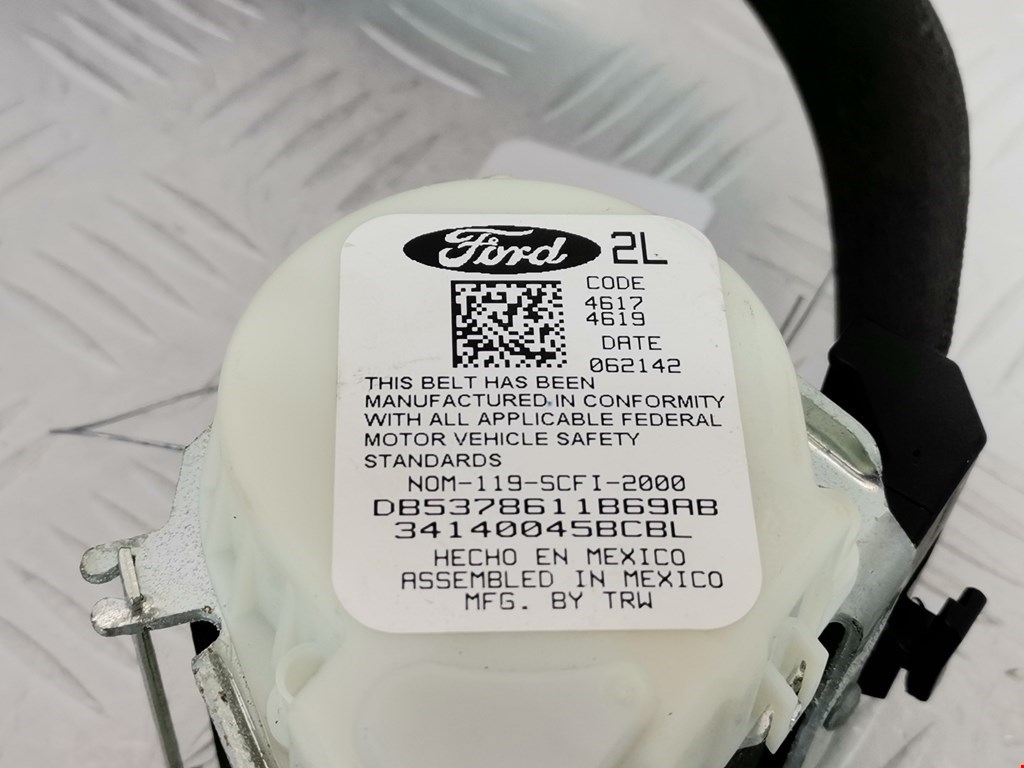 Ford 2L
CODE
4617
4619
DATE
062142
THIS BELT HAS BEEN
MANUFACTURED IN CONFORMITY
WITH ALL APPLICABLE FEDERAL
MOTOR VEHICLE SAFETY
STANDARDS
NOM-119-SCFI-2000
DB5378611B69AB
34140045BCBL
HECHO EN MEXICO
ASSEMBLED IN MEXICO
MFG. BY TRW